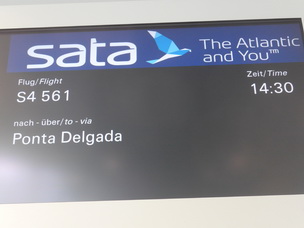 sata
The Atlantic
and You™
Flug/Flight
Zeit/Time
S4 561
14:30
nach - über/to - via
Ponta Delgada